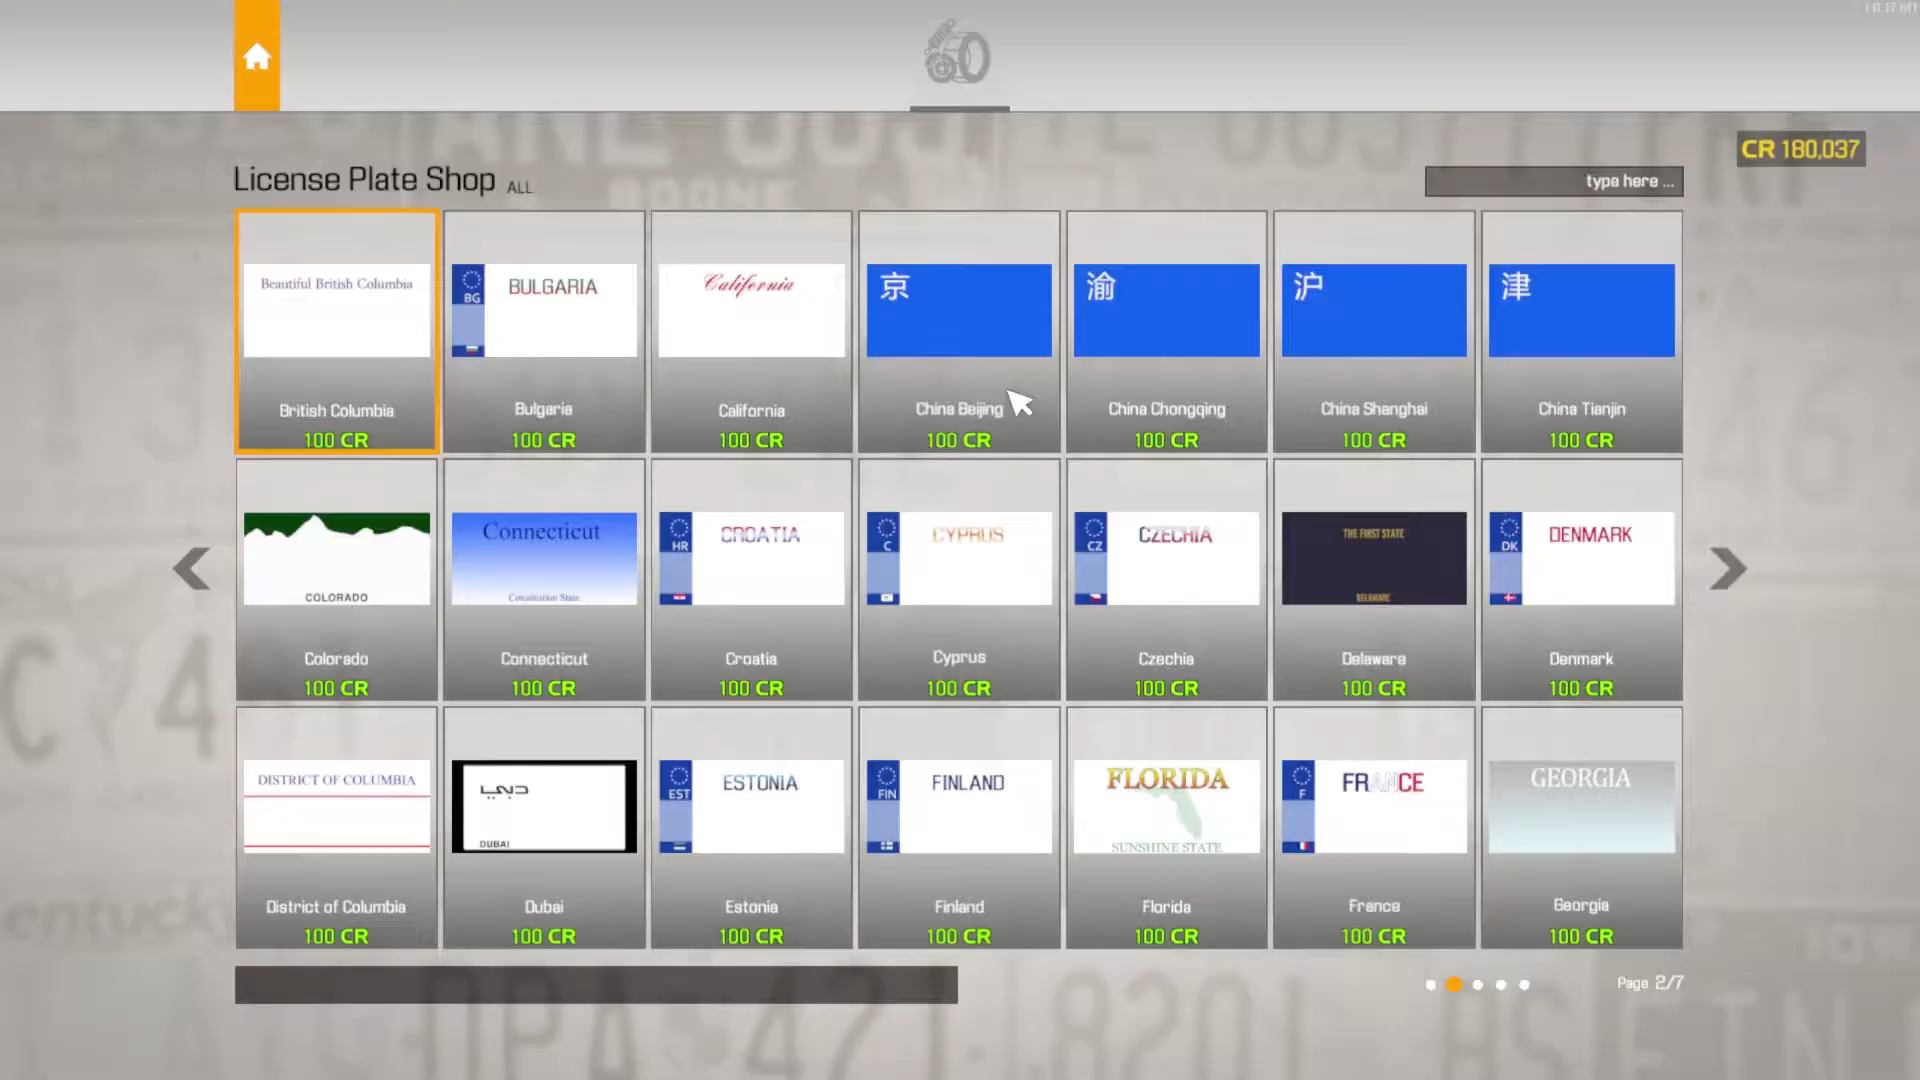 CR 180,037
License Plate Shop ALL
type here ...
Beautiful British Columbia
British Columbia
100 CR
BG
BULGARIA
Bulgaria
100 CR
California
California
100 CR
京
China Beijing
100 CR
渝
China Chongqing
100 CR
沪
China Shanghai
100 CR
津
China Tianjin
100 CR
COLORADO
Colorado
100 CR
Connecticut
Constitution State
Connecticut
100 CR
HR
CROATIA
Croatia
100 CR
C
CYPRUS
Cyprus
100 CR
CZ
CZECHIA
Czechia
100 CR
THE FIRST STATE
DELAWARE
Delaware
100 CR
DK
DENMARK
Denmark
100 CR
DISTRICT OF COLUMBIA
District of Columbia
100 CR
دبي
DUBAI
Dubai
100 CR
EST
ESTONIA
Estonia
100 CR
FIN
FINLAND
Finland
100 CR
FLORIDA
SUNSHINE STATE
Florida
100 CR
F
FRANCE
France
100 CR
GEORGIA
Georgia
100 CR
Page 2/7